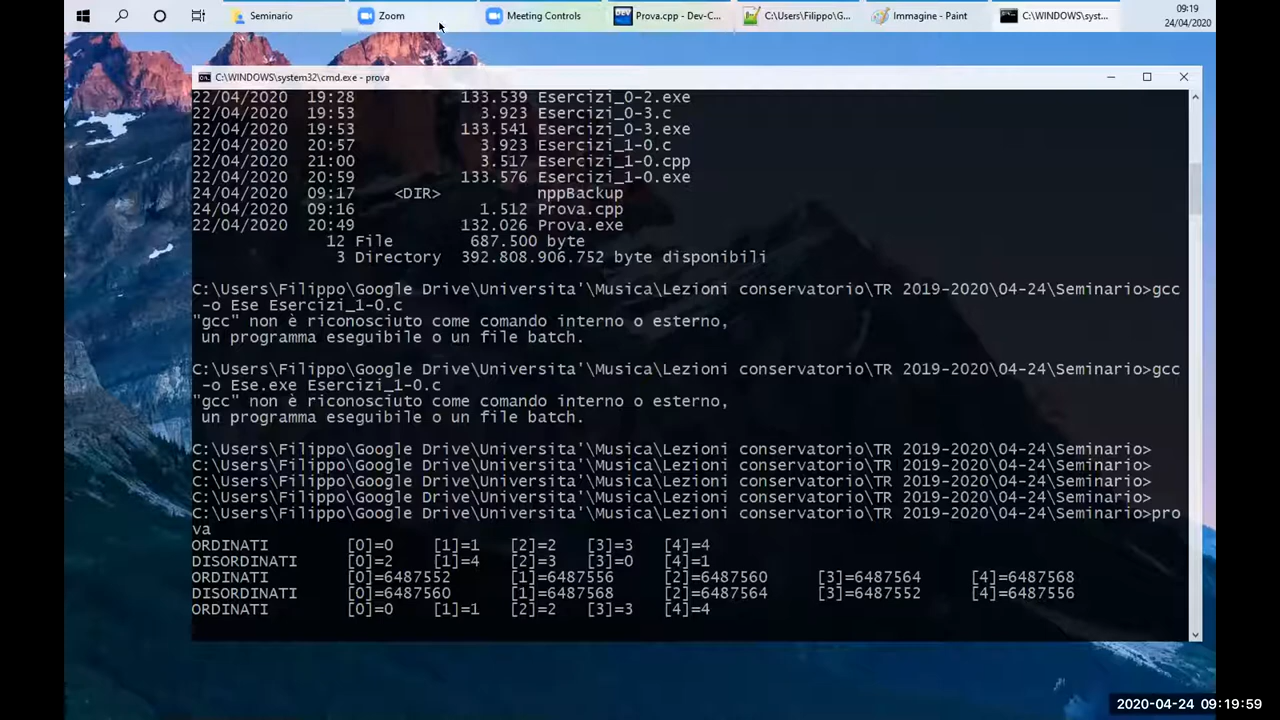 Seminario
Zoom
Meeting Controls
Prova.cpp - Dev-C...
C:\Users\Filippo\G...
Immagine - Paint
C:\WINDOWS\syst...
09:19
24/04/2020
C:\WINDOWS\system32\cmd.exe - prova
22/04/2020 19:28 133.539 Esercizi_0-2.exe
22/04/2020 19:53 3.923 Esercizi_0-3.c
22/04/2020 19:53 133.541 Esercizi_0-3.exe
22/04/2020 20:57 3.923 Esercizi_1-0.c
22/04/2020 21:00 3.517 Esercizi_1-0.cpp
22/04/2020 20:59 133.576 Esercizi_1-0.exe
24/04/2020 09:17 <DIR> nppBackup
24/04/2020 09:16 1.512 Prova.cpp
22/04/2020 20:49 132.026 Prova.exe
12 File 687.500 byte
3 Directory 392.808.906.752 byte disponibili
C:\Users\Filippo\Google Drive\Universita'\Musica\Lezioni conservatorio\TR 2019-2020\04-24\Seminario>gcc
-o Ese Esercizi_1-0.c
"gcc" non è riconosciuto come comando interno o esterno,
un programma eseguibile o un file batch.
C:\Users\Filippo\Google Drive\Universita'\Musica\Lezioni conservatorio\TR 2019-2020\04-24\Seminario>gcc
-o Ese.exe Esercizi_1-0.c
"gcc" non è riconosciuto come comando interno o esterno,
un programma eseguibile o un file batch.
C:\Users\Filippo\Google Drive\Universita'\Musica\Lezioni conservatorio\TR 2019-2020\04-24\Seminario>
C:\Users\Filippo\Google Drive\Universita'\Musica\Lezioni conservatorio\TR 2019-2020\04-24\Seminario>
C:\Users\Filippo\Google Drive\Universita'\Musica\Lezioni conservatorio\TR 2019-2020\04-24\Seminario>
C:\Users\Filippo\Google Drive\Universita'\Musica\Lezioni conservatorio\TR 2019-2020\04-24\Seminario>
C:\Users\Filippo\Google Drive\Universita'\Musica\Lezioni conservatorio\TR 2019-2020\04-24\Seminario>pro
va
ORDINATI [0]=0 [1]=1 [2]=2 [3]=3 [4]=4
DISORDINATI [0]=2 [1]=4 [2]=3 [3]=0 [4]=1
ORDINATI [0]=6487552 [1]=6487556 [2]=6487560 [3]=6487564 [4]=6487568
DISORDINATI [0]=6487560 [1]=6487568 [2]=6487564 [3]=6487552 [4]=6487556
ORDINATI [0]=0 [1]=1 [2]=2 [3]=3 [4]=4
2020-04-24 09:19:59